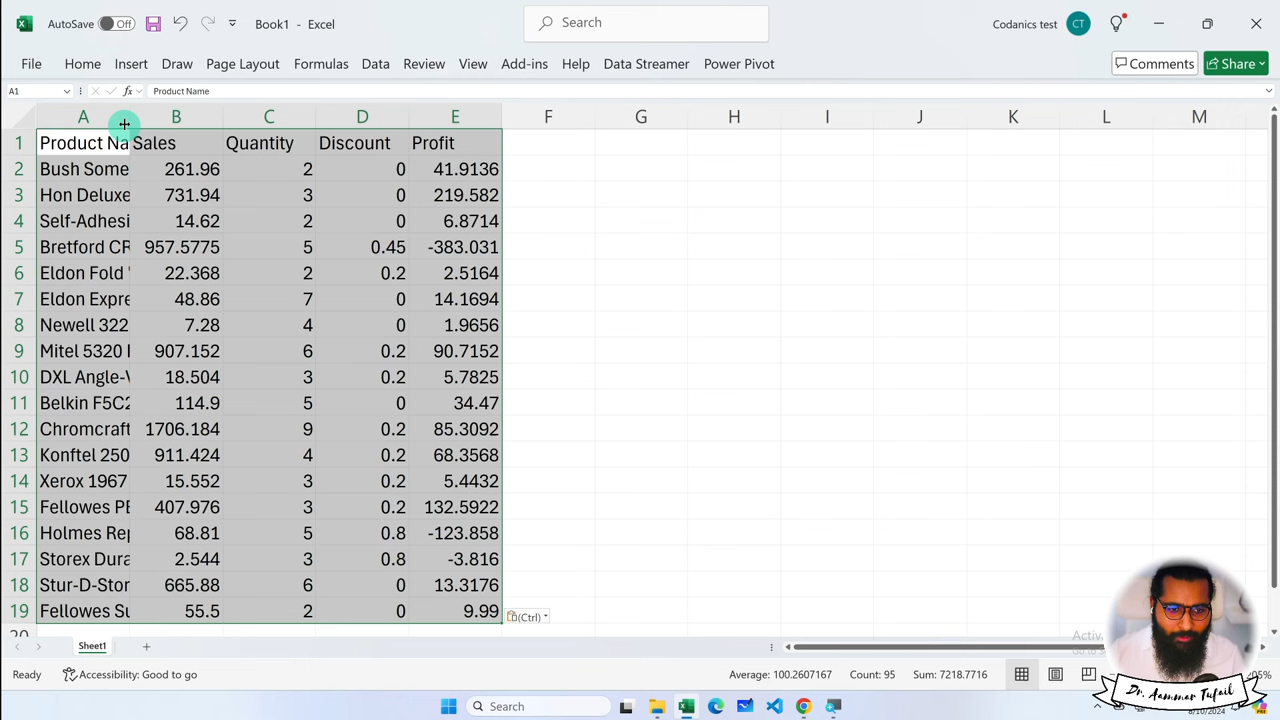 AutoSave Off Book1 - Excel Search Codanics test CT
File Home Insert Draw Page Layout Formulas Data Review View Add-ins Help Data Streamer Power Pivot Comments Share
A1 fx Product Name
A B C D E F G H I J K L M
1 Product Na Sales Quantity Discount Profit
2 Bush Some 261.96 2 0 41.9136
3 Hon Deluxe 731.94 3 0 219.582
4 Self-Adhesi 14.62 2 0 6.8714
5 Bretford CR 957.5775 5 0.45 -383.031
6 Eldon Fold 22.368 2 0.2 2.5164
7 Eldon Expre 48.86 7 0 14.1694
8 Newell 322 7.28 4 0 1.9656
9 Mitel 5320 907.152 6 0.2 90.7152
10 DXL Angle-V 18.504 3 0.2 5.7825
11 Belkin F5C2 114.9 5 0 34.47
12 Chromcraft 1706.184 9 0.2 85.3092
13 Konftel 250 911.424 4 0.2 68.3568
14 Xerox 1967 15.552 3 0.2 5.4432
15 Fellowes PB 407.976 3 0.2 132.5922
16 Holmes Rep 68.81 5 0.8 -123.858
17 Storex Dura 2.544 3 0.8 -3.816
18 Stur-D-Stor 665.88 6 0 13.3176
19 Fellowes Su 55.5 2 0 9.99
20 (Ctrl)
Sheet1
Ready Accessibility: Good to go Average: 100.2607167 Count: 95 Sum: 7218.7716
Search
Dr. Aammar Tufail